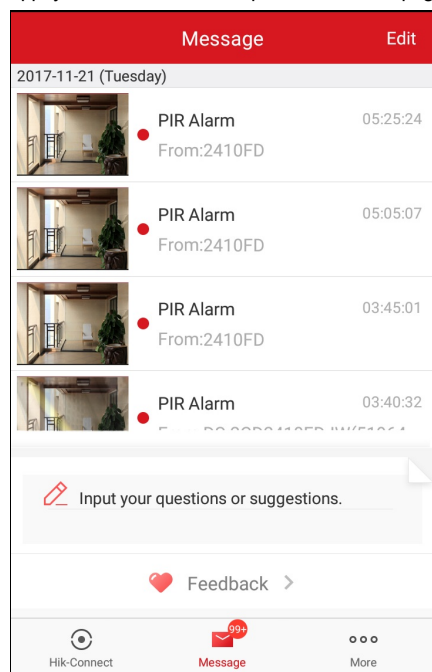 Message
Edit
2017-11-21 (Tuesday)
PIR Alarm
05:25:24
From:2410FD
PIR Alarm
05:05:07
From:2410FD
PIR Alarm
03:45:01
From:2410FD
PIR Alarm
03:40:32
Input your questions or suggestions.
Feedback
99+
Hik-Connect
Message
More